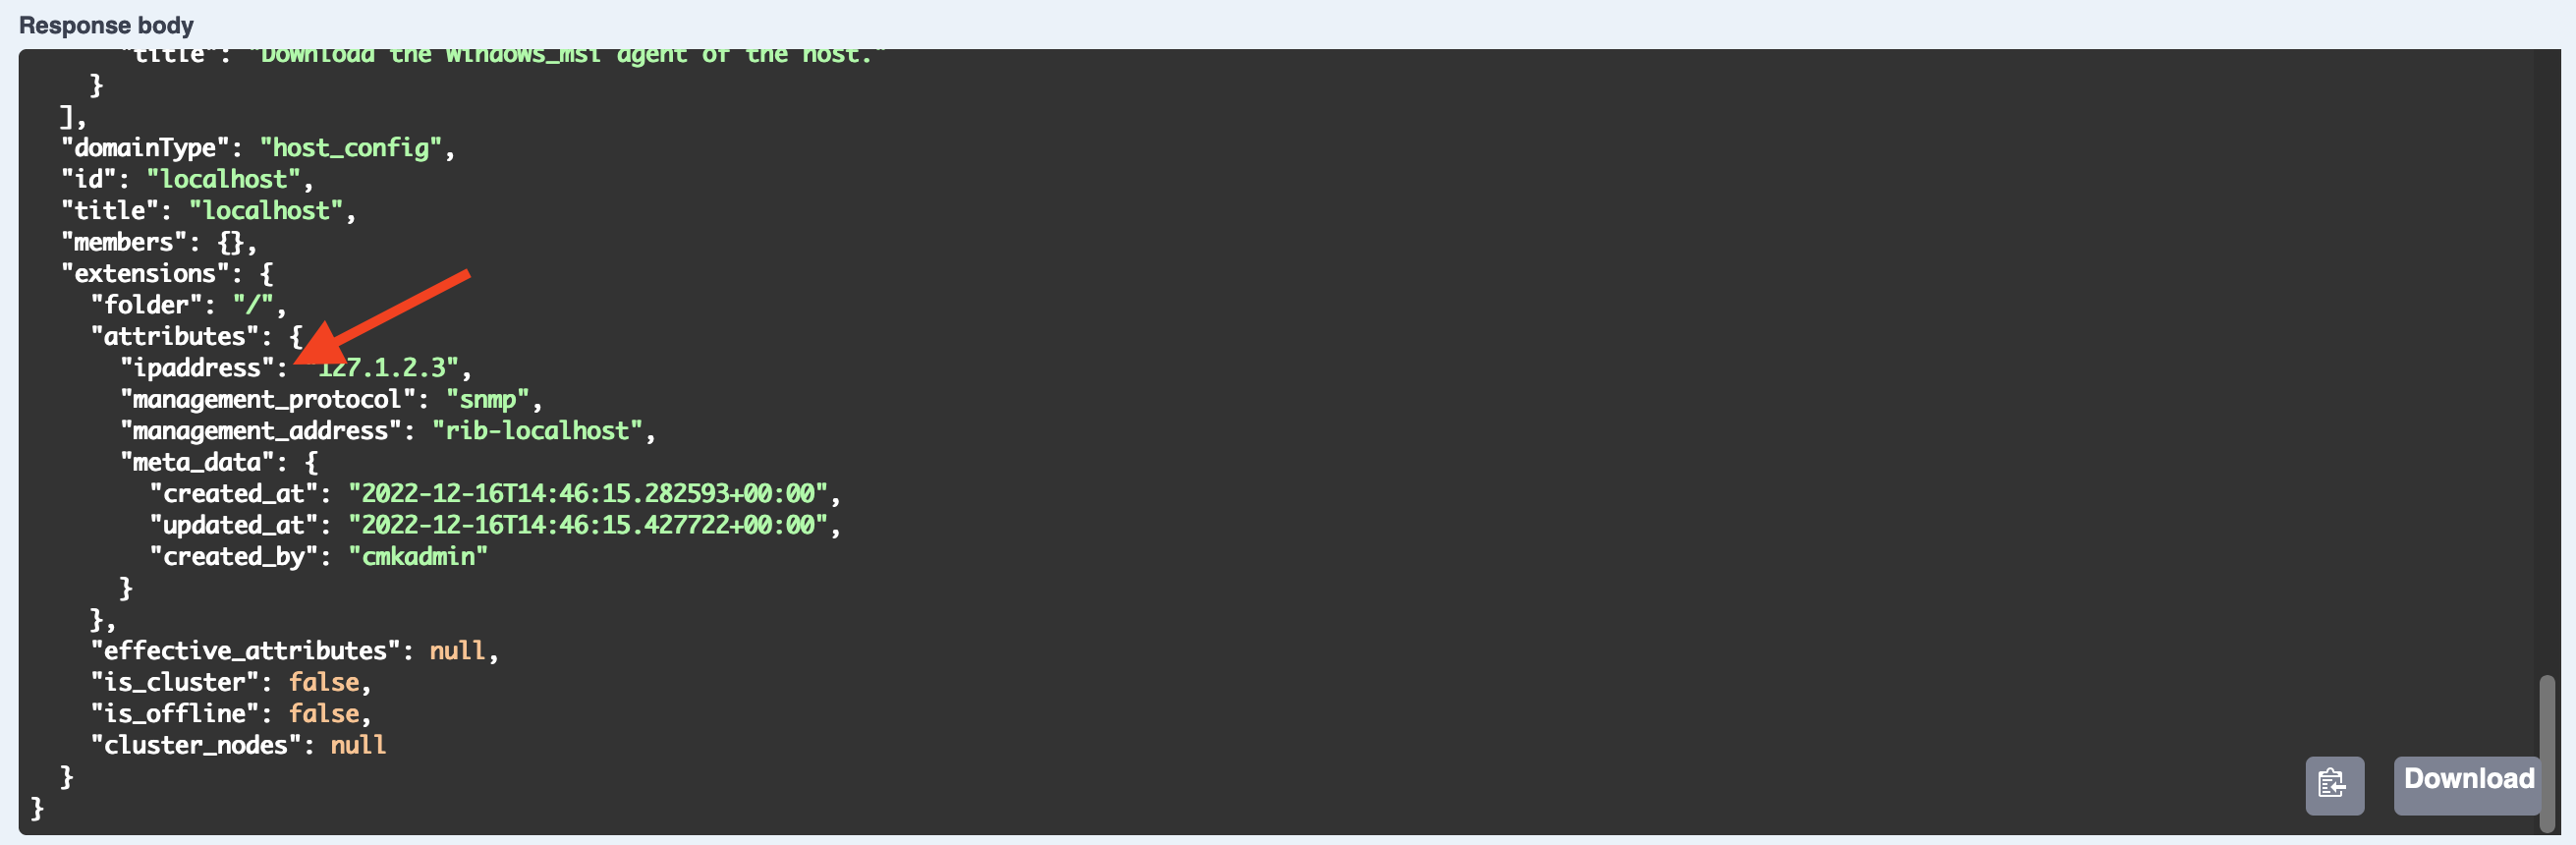 Response body
"title": "Download the windows_msi agent of the host."
}
],
"domainType": "host_config",
"id": "localhost",
"title": "localhost",
"members": {},
"extensions": {
"folder": "/",
"attributes": {
"ipaddress": "127.1.2.3",
"management_protocol": "snmp",
"management_address": "rib-localhost",
"meta_data": {
"created_at": "2022-12-16T14:46:15.282593+00:00",
"updated_at": "2022-12-16T14:46:15.427722+00:00",
"created_by": "cmkadmin"
}
},
"effective_attributes": null,
"is_cluster": false,
"is_offline": false,
"cluster_nodes": null
}
}
Download